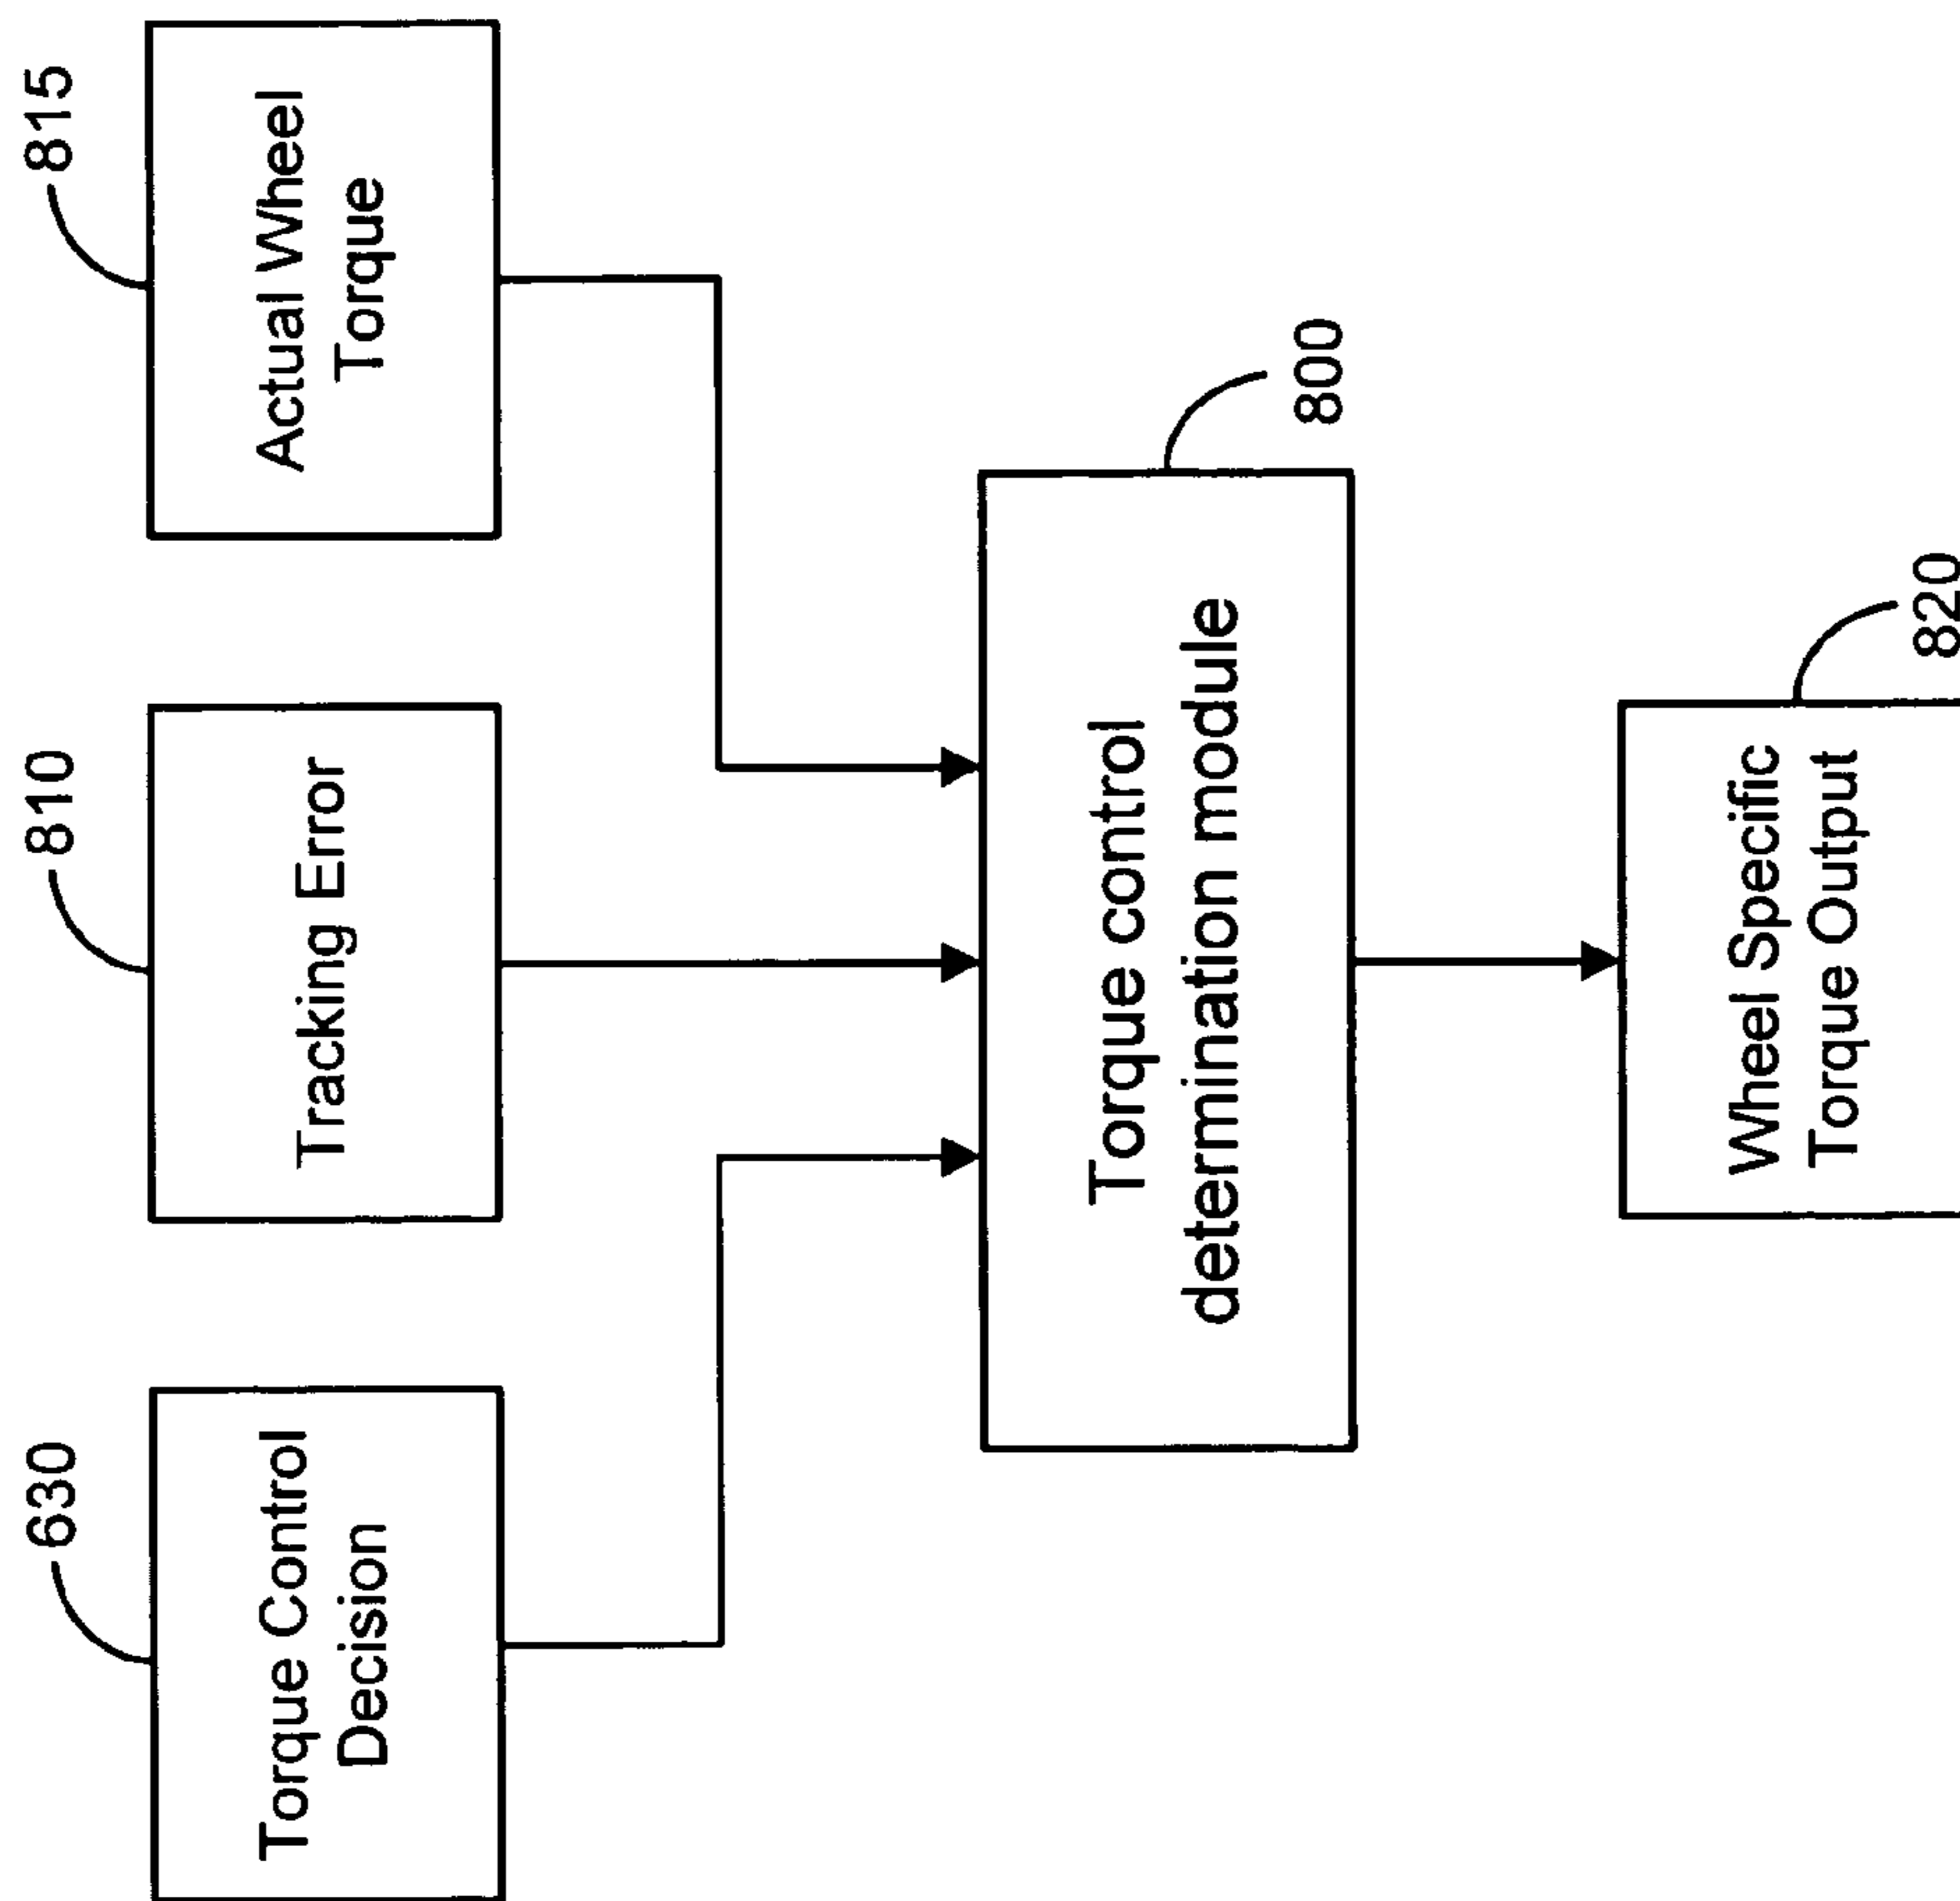 630
Torque Control
Decision
810
Tracking Error
815
Actual Wheel
Torque
Torque control
determination module
800
Wheel Specific
Torque Output
820